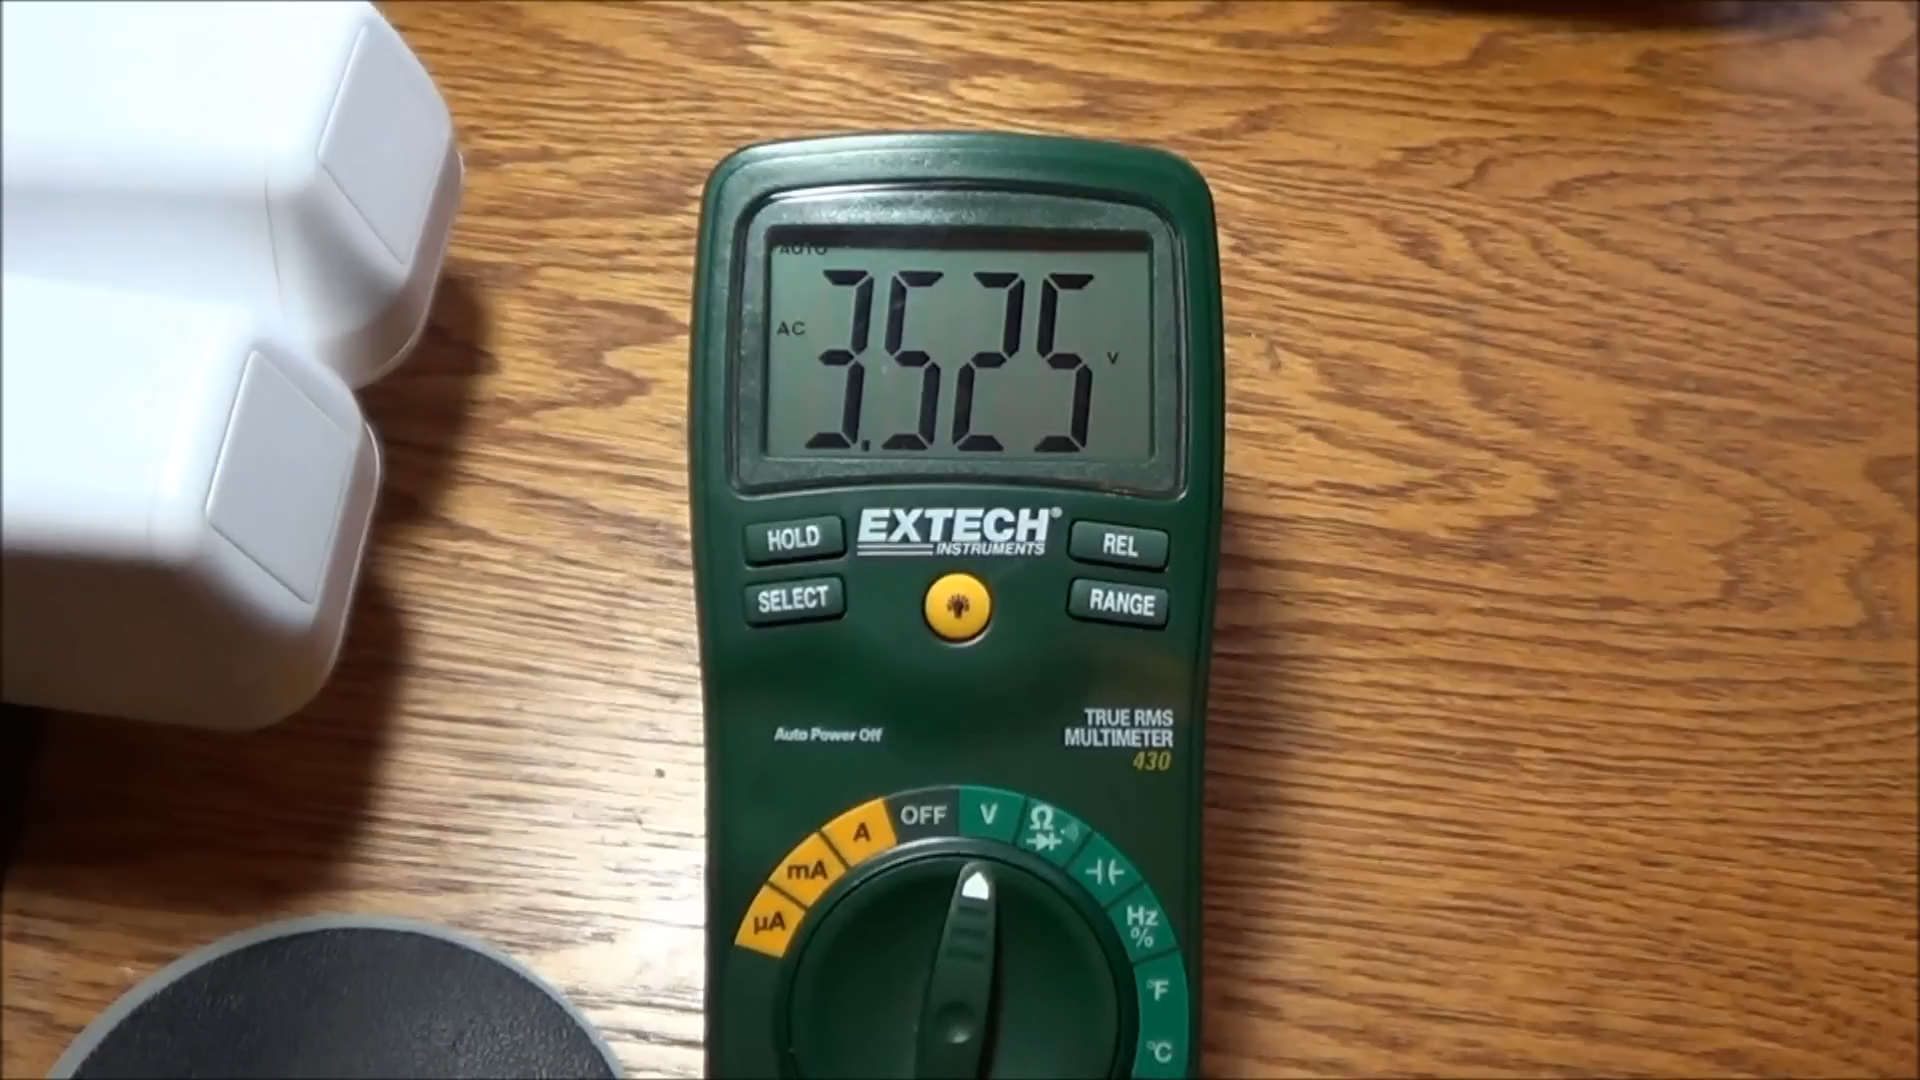 AUTO
AC
3.525
V
HOLD
EXTECH®
INSTRUMENTS
REL
SELECT
RANGE
Auto Power Off
TRUE RMS
MULTIMETER
430
µA
mA
A
OFF
V
Ω
Hz
%
°F
°C